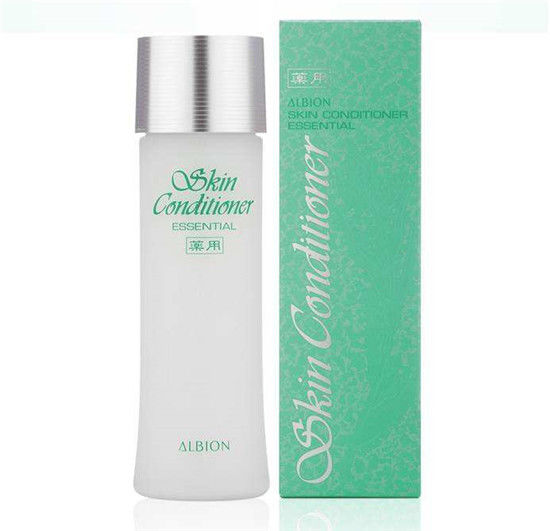 Skin
Conditioner
ESSENTIAL
薬用
ALBION
薬用
ALBION
SKIN CONDITIONER
ESSENTIAL
Skin Conditioner